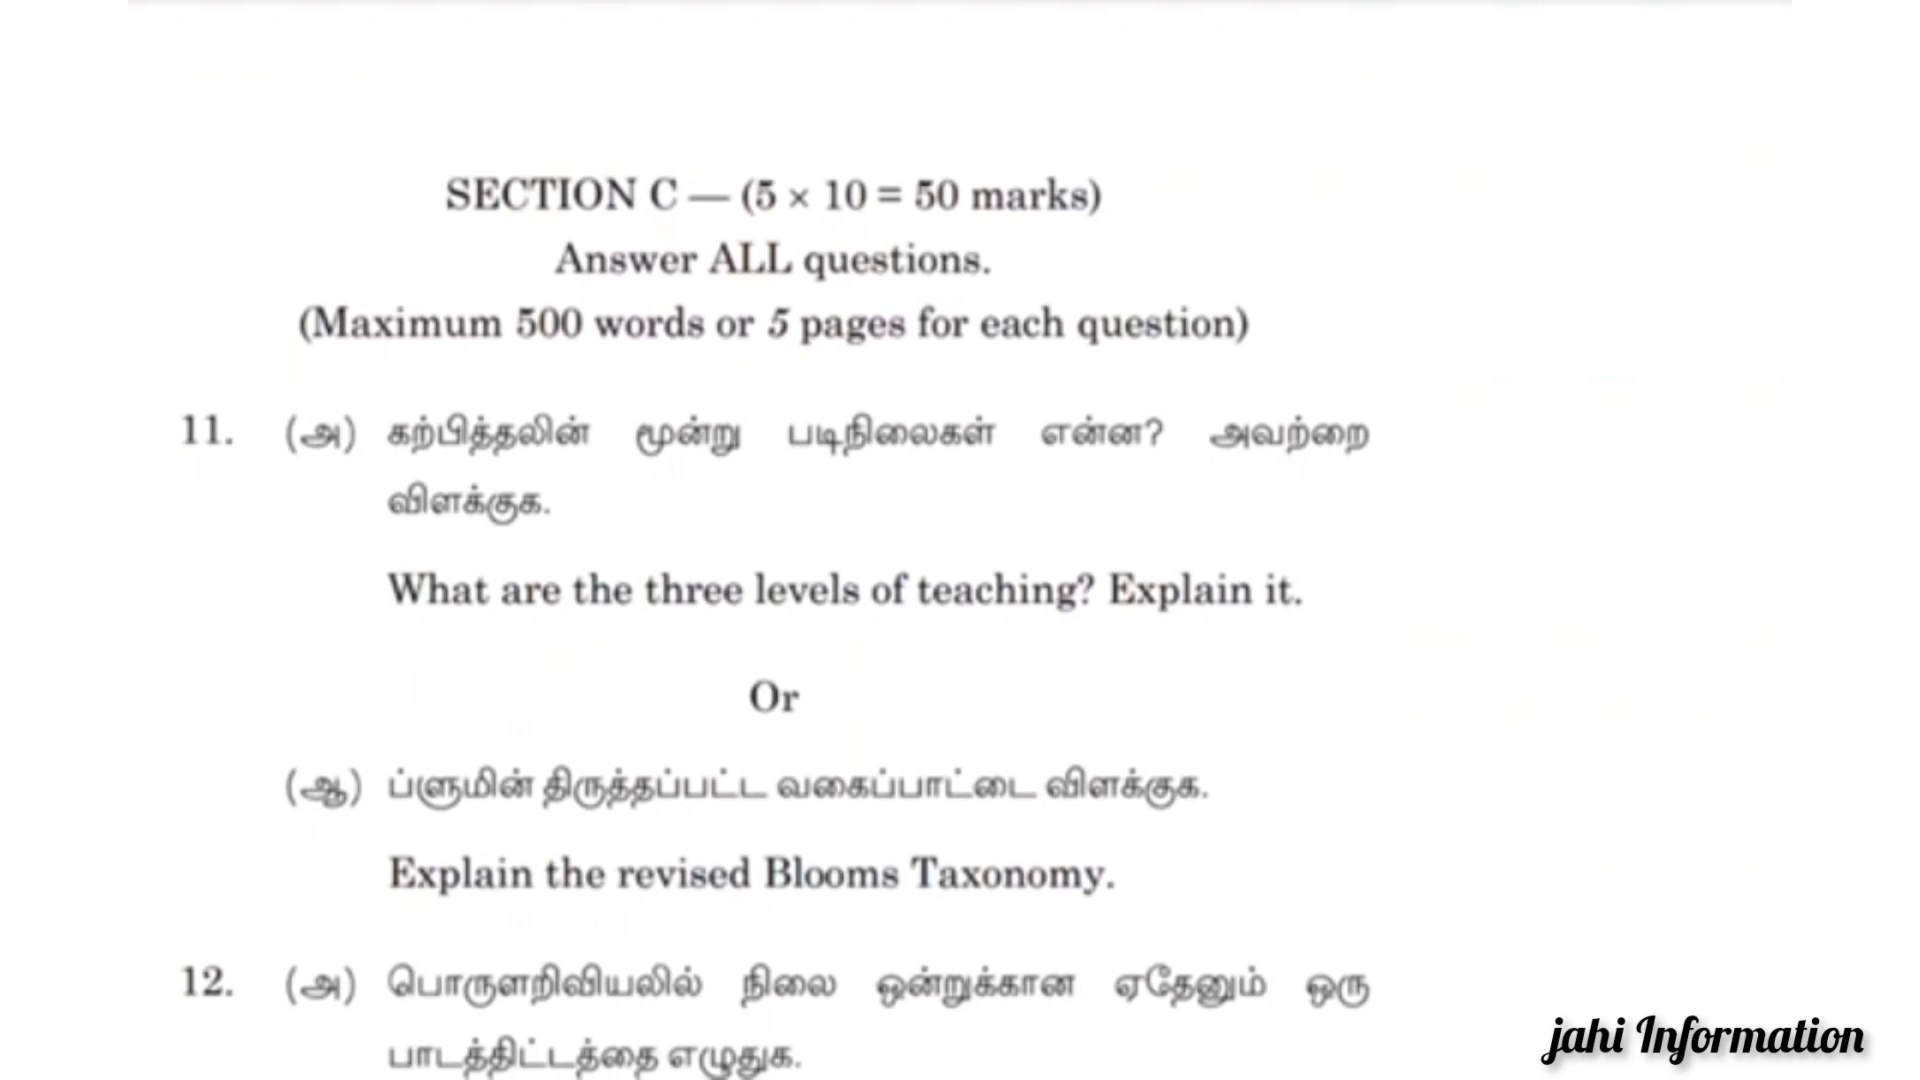 SECTION C — (5 × 10 = 50 marks)
Answer ALL questions.
(Maximum 500 words or 5 pages for each question)
11. (அ) கற்பித்தலின் மூன்று படிநிலைகள் என்ன? அவற்றை
விளக்குக.
What are the three levels of teaching? Explain it.
Or
(ஆ) ப்ளுமின் திருத்தப்பட்ட வகைப்பாட்டை விளக்குக.
Explain the revised Blooms Taxonomy.
12. (அ) பொருளறிவியலில் நிலை ஒன்றுக்கான ஏதேனும் ஒரு
பாடத்திட்டத்தை எழுதுக.
jahi Information